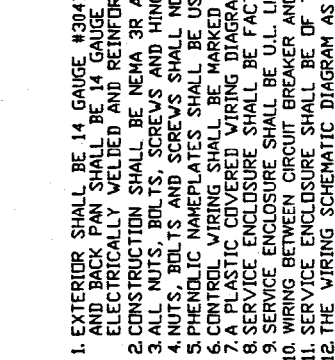 1. EXTERIOR SHALL BE 14 GAUGE #304
AND BACK PAN SHALL BE 14 GAUGE
ELECTRICALLY WELDED AND REINFOR
2. CONSTRUCTION SHALL BE NEMA 3R A
3. ALL NUTS, BOLTS, SCREWS AND HING
4. NUTS, BOLTS AND SCREWS SHALL NO
5. PHENOLIC NAMEPLATES SHALL BE US
6. CONTROL WIRING SHALL BE MARKED
7. A PLASTIC COVERED WIRING DIAGRA
8. SERVICE ENCLOSURE SHALL BE FACT
9. SERVICE ENCLOSURE SHALL BE U.L. LI
10. WIRING BETWEEN CIRCUIT BREAKER AND
11. SERVICE ENCLOSURE SHALL BE OF
2. THE WIRING SCHEMATIC DIAGRAM AS